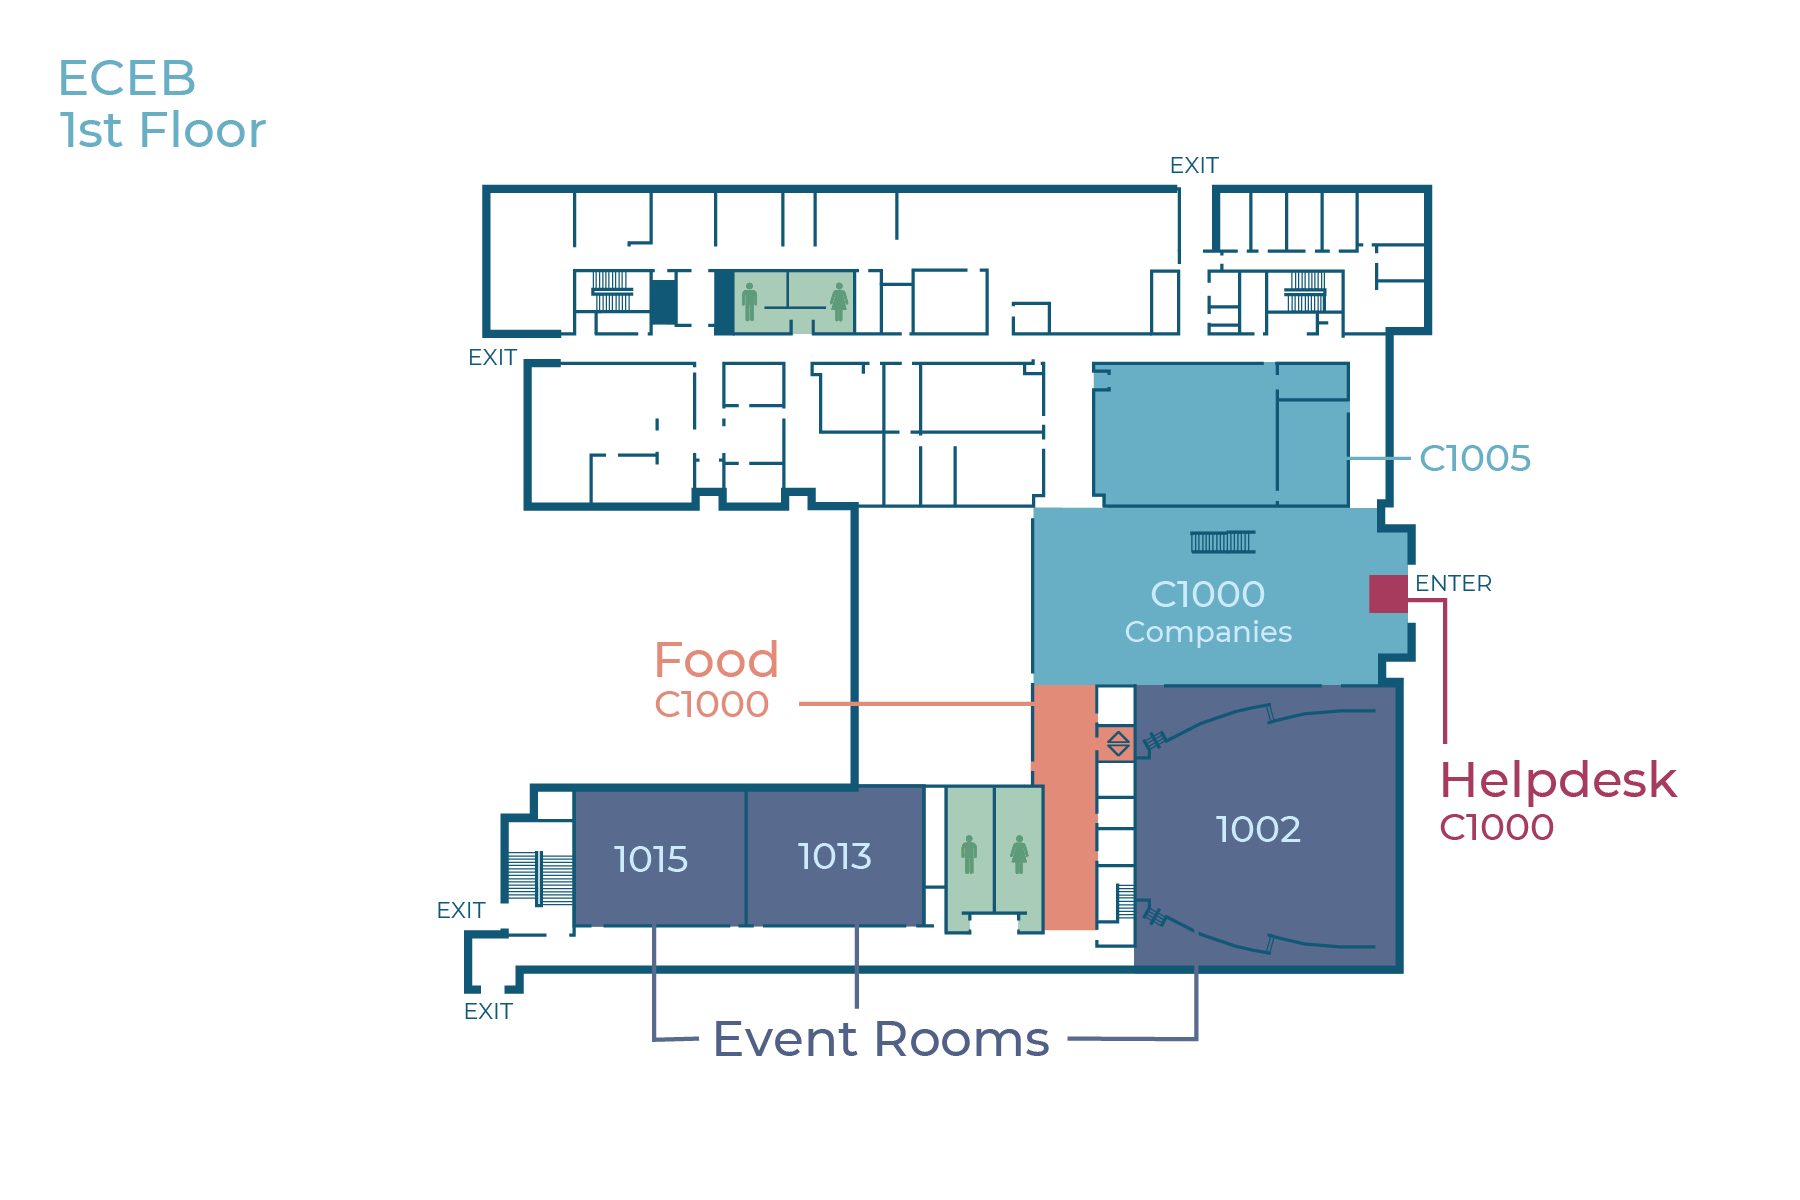 ECEB
1st Floor
EXIT
EXIT
C1005
C1000
Companies
ENTER
Food
C1000
Helpdesk
C1000
1002
1015
1013
EXIT
EXIT
Event Rooms